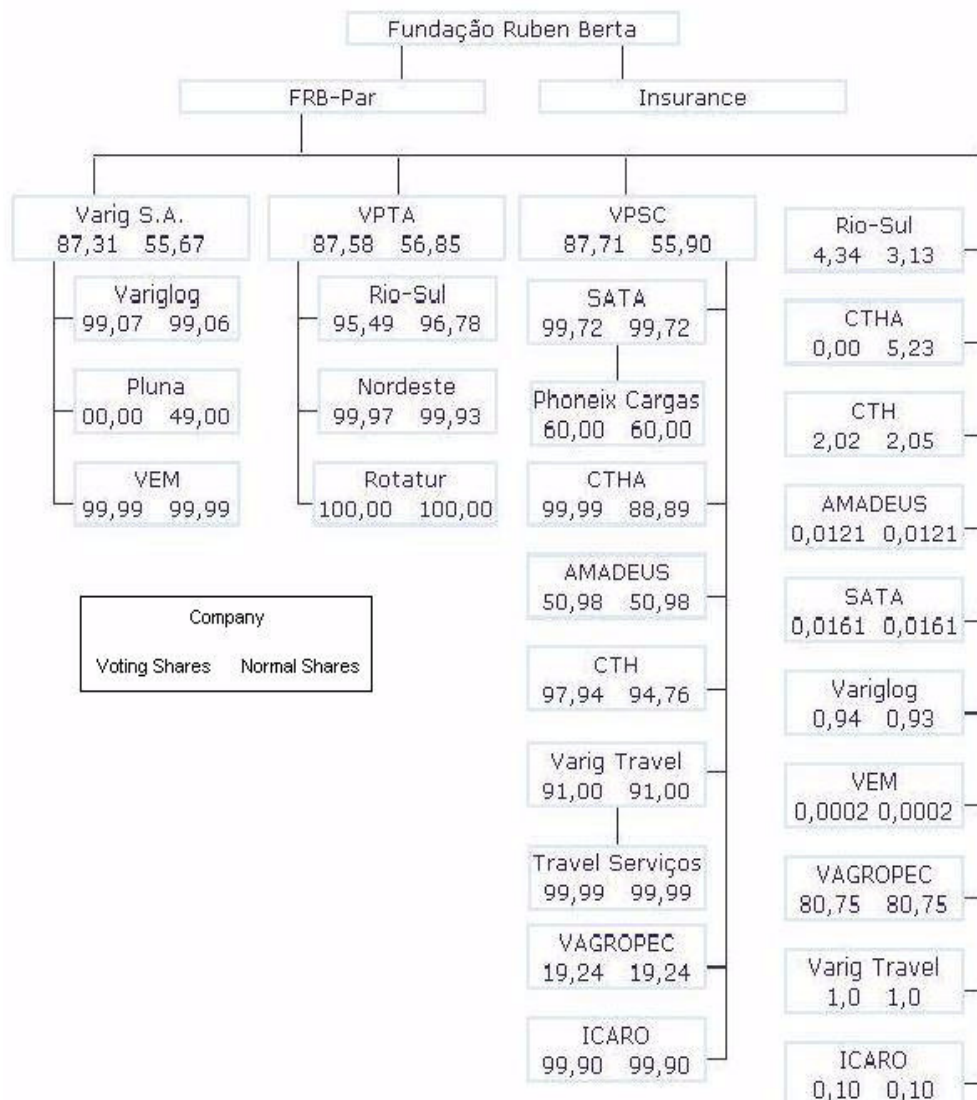 Fundação Ruben Berta
FRB-Par
Insurance
Varig S.A.
87,31 55,67
Variglog
99,07 99,06
Pluna
00,00 49,00
VEM
99,99 99,99
VPTA
87,58 56,85
Rio-Sul
95,49 96,78
Nordeste
99,97 99,93
Rotatur
100,00 100,00
VPSC
87,71 55,90
SATA
99,72 99,72
Phoneix Cargas
60,00 60,00
CTHA
99,99 88,89
AMADEUS
50,98 50,98
CTH
97,94 94,76
Varig Travel
91,00 91,00
Travel Serviços
99,99 99,99
VAGROPEC
19,24 19,24
ICARO
99,90 99,90
Rio-Sul
4,34 3,13
CTHA
0,00 5,23
CTH
2,02 2,05
AMADEUS
0,0121 0,0121
SATA
0,0161 0,0161
Variglog
0,94 0,93
VEM
0,0002 0,0002
VAGROPEC
80,75 80,75
Varig Travel
1,0 1,0
ICARO
0,10 0,10
Company
Voting Shares Normal Shares